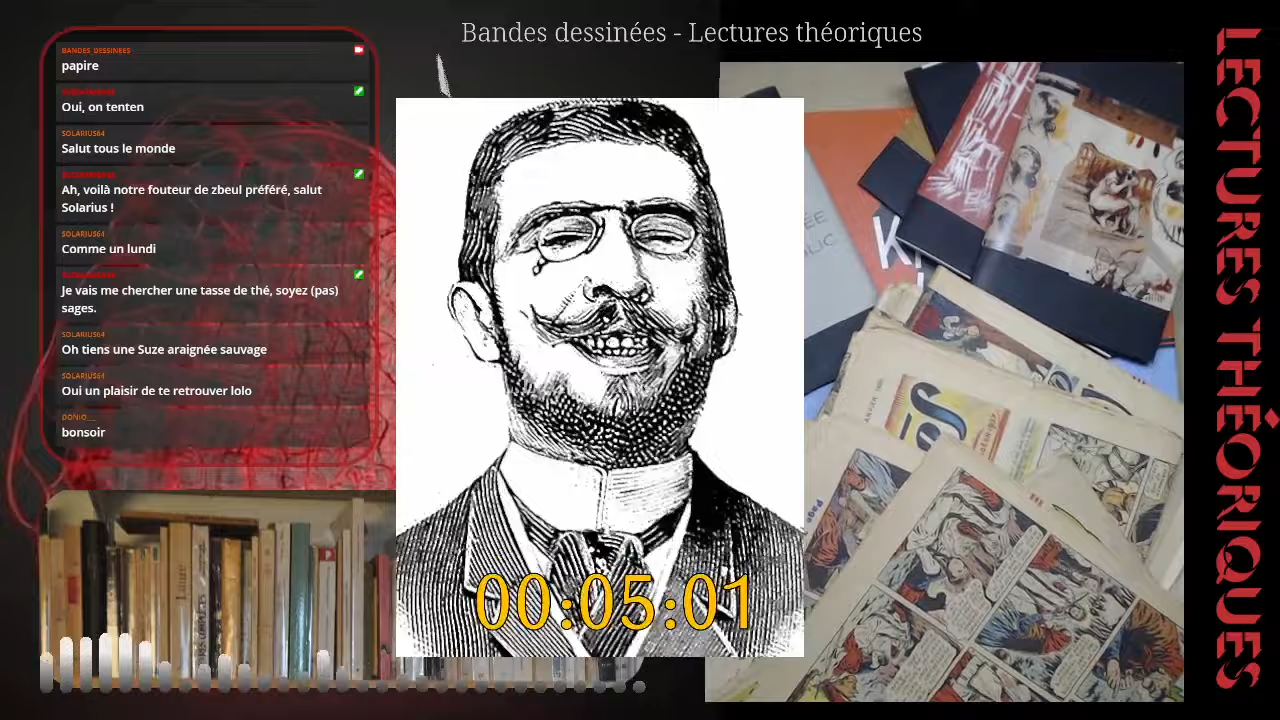 Bandes dessinées - Lectures théoriques
BANDES_DESSINEES
papire
Oui, on tenten
SOLARIUS64
Salut tous le monde
Ah, voilà notre fouteur de zbeul préféré, salut
Solarius !
SOLARIUS64
Comme un lundi
Je vais me chercher une tasse de thé, soyez (pas)
sages.
SOLARIUS64
Oh tiens une Suze araignée sauvage
SOLARIUS64
Oui un plaisir de te retrouver lolo
DONIO__
bonsoir
00:05:01
LECTURES THÉORIQUES